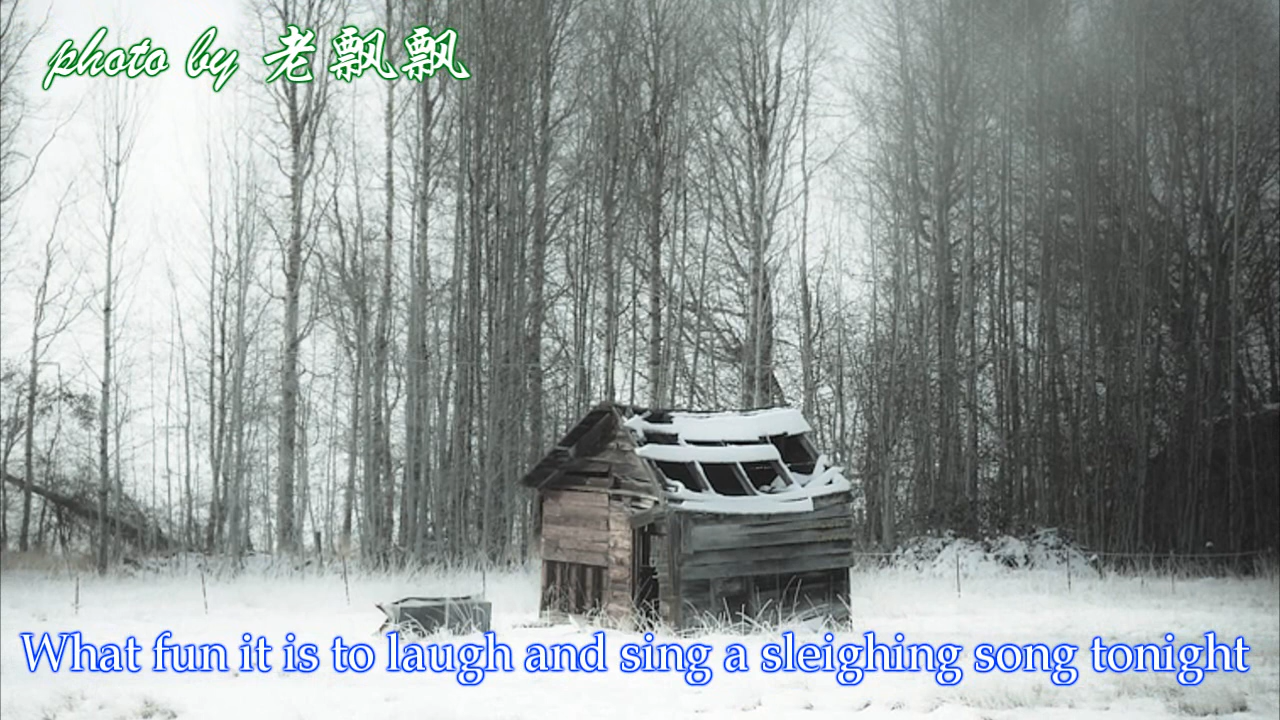 photo by 老飘飘
What fun it is to laugh and sing a sleighing song tonight